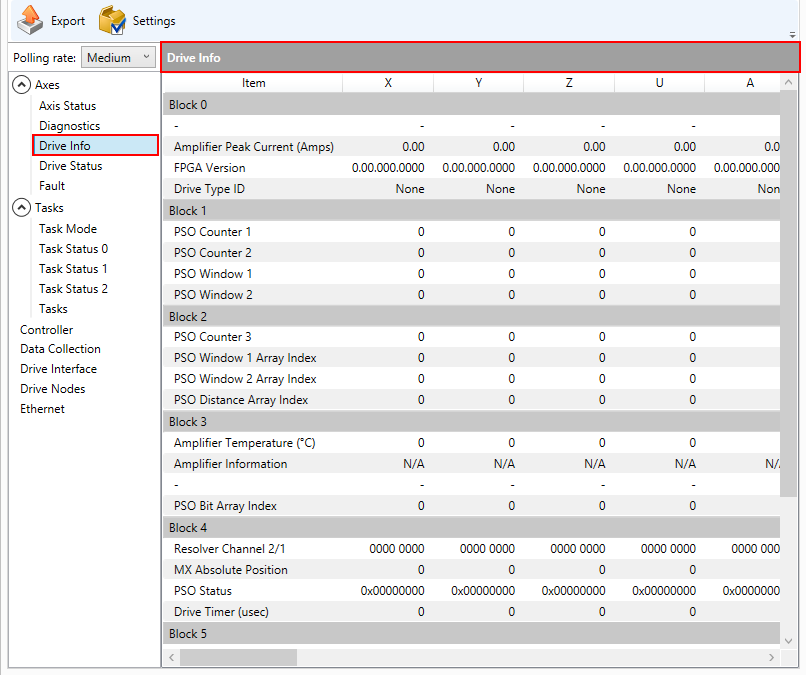 Export Settings
Polling rate: Medium
Axes
Axis Status
Diagnostics
Drive Info
Drive Status
Fault
Tasks
Task Mode
Task Status 0
Task Status 1
Task Status 2
Tasks
Controller
Data Collection
Drive Interface
Drive Nodes
Ethernet
Drive Info
Item X Y Z U A
Block 0
- - - - - -
Amplifier Peak Current (Amps) 0.00 0.00 0.00 0.00 0.0
FPGA Version 0.00.000.0000 0.00.000.0000 0.00.000.0000 0.00.000.0000 0.00.000.000
Drive Type ID None None None None Non
Block 1
PSO Counter 1 0 0 0 0
PSO Counter 2 0 0 0 0
PSO Window 1 0 0 0 0
PSO Window 2 0 0 0 0
Block 2
PSO Counter 3 0 0 0 0
PSO Window 1 Array Index 0 0 0 0
PSO Window 2 Array Index 0 0 0 0
PSO Distance Array Index 0 0 0 0
Block 3
Amplifier Temperature (°C) 0 0 0 0
Amplifier Information N/A N/A N/A N/A N/
- - - - -
PSO Bit Array Index 0 0 0 0
Block 4
Resolver Channel 2/1 0000 0000 0000 0000 0000 0000 0000 0000 0000 000
MX Absolute Position 0 0 0 0
PSO Status 0x00000000 0x00000000 0x00000000 0x00000000 0x0000000
Drive Timer (usec) 0 0 0 0
Block 5